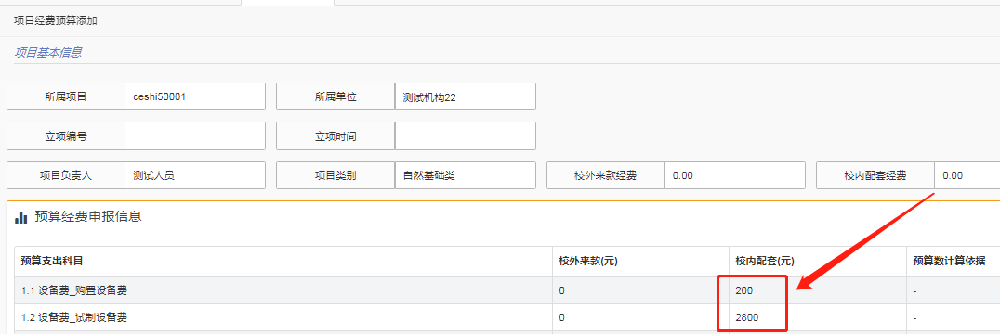 项目经费预算添加
项目基本信息
所属项目 ceshi50001 所属单位 测试机构22
立项编号 立项时间
项目负责人 测试人员 项目类别 自然基础类 校外来款经费 0.00 校内配套经费 0.00
预算经费申报信息
预算支出科目 校外来款(元) 校内配套(元) 预算数计算依据
1.1 设备费_购置设备费 0 200 -
1.2 设备费_试制设备费 0 2800 -